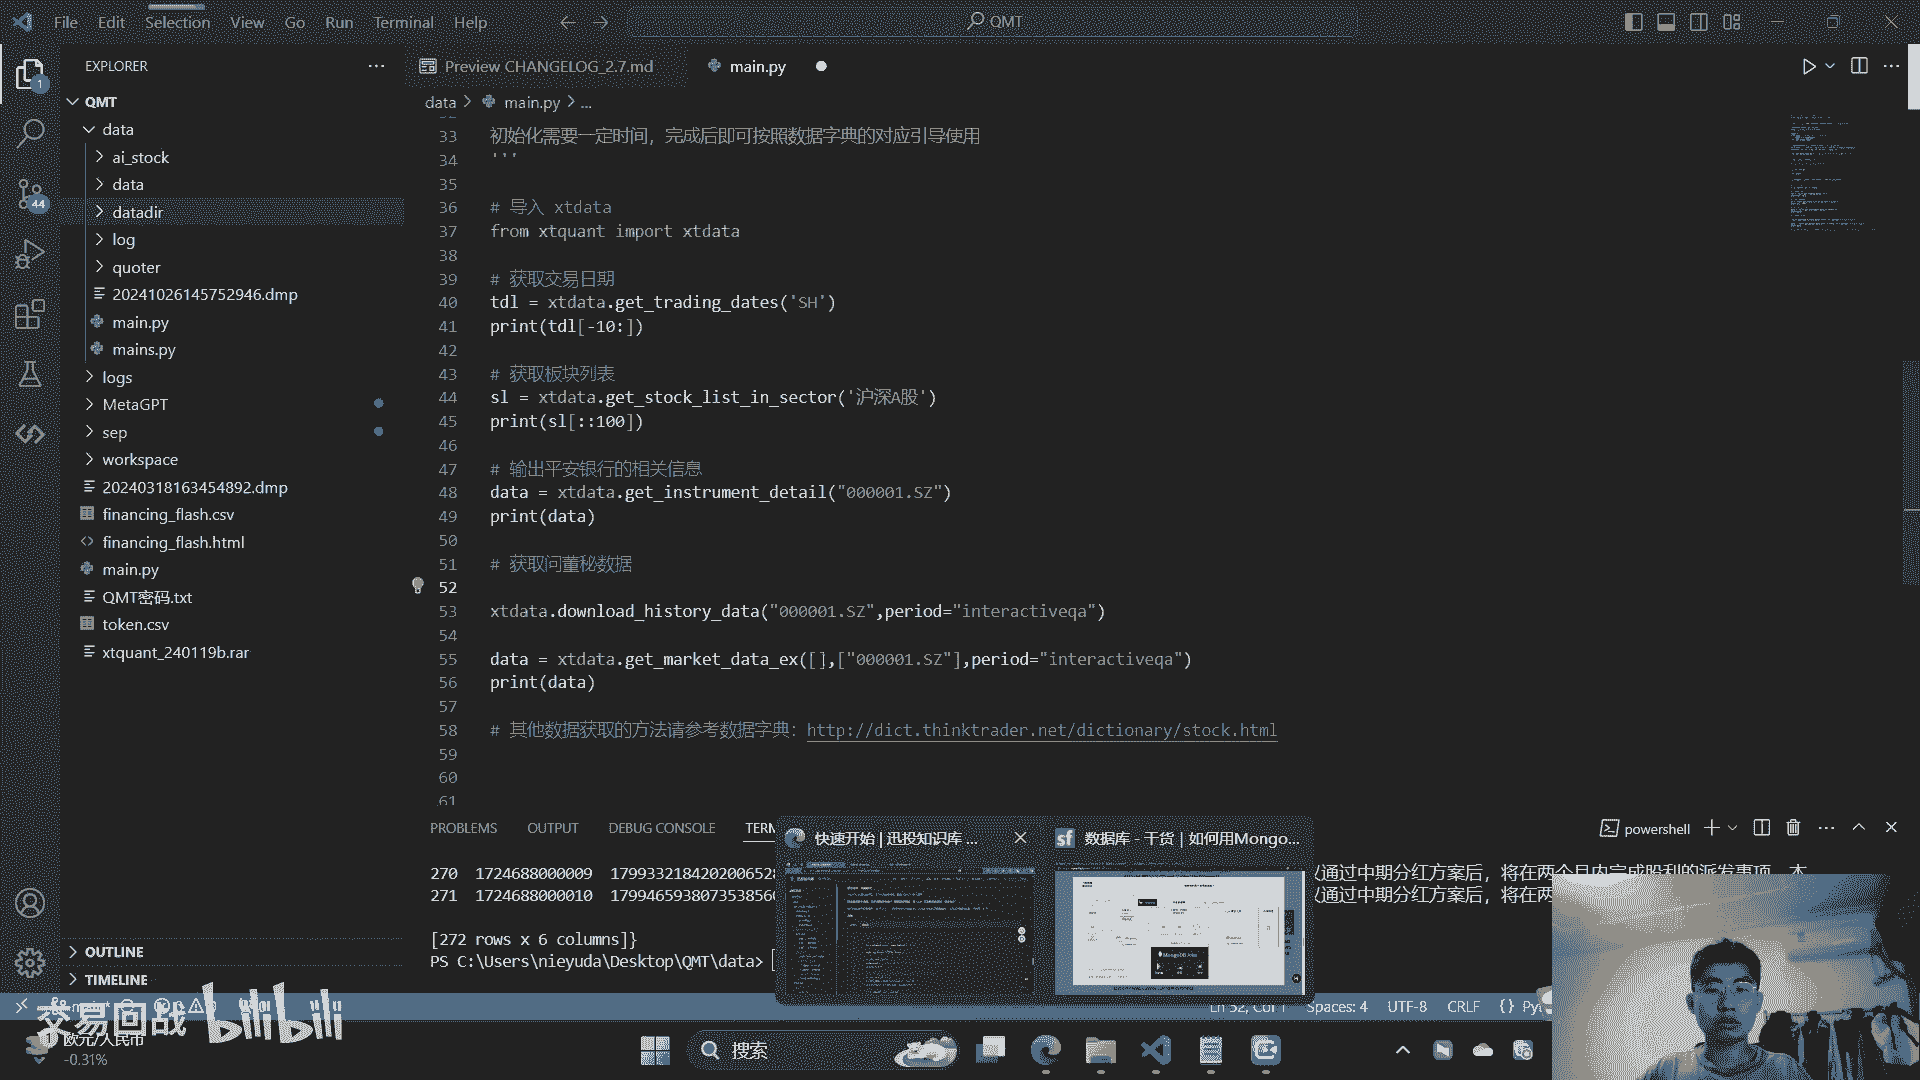 File Edit Selection View Go Run Terminal Help
QMT
EXPLORER
Preview CHANGELOG_2.7.md
main.py
QMT
data
ai_stock
data
datadir
log
quoter
20241026145752946.dmp
main.py
mains.py
logs
MetaGPT
sep
workspace
20240318163454892.dmp
financing_flash.csv
financing_flash.html
main.py
QMT密码.txt
token.csv
xtquant_240119b.rar
OUTLINE
TIMELINE
1
44
data > main.py > ...
33 初始化需要一定时间，完成后即可按照数据字典的对应引导使用
34 '''
35
36 # 导入 xtdata
37 from xtquant import xtdata
38
39 # 获取交易日期
40 tdl = xtdata.get_trading_dates('SH')
41 print(tdl[-10:])
42
43 # 获取板块列表
44 sl = xtdata.get_stock_list_in_sector('沪深A股')
45 print(sl[::100])
46
47 # 输出平安银行的相关信息
48 data = xtdata.get_instrument_detail("000001.SZ")
49 print(data)
50
51 # 获取问董秘数据
52
53 xtdata.download_history_data("000001.SZ",period="interactiveqa")
54
55 data = xtdata.get_market_data_ex([],["000001.SZ"],period="interactiveqa")
56 print(data)
57
58 # 其他数据获取的方法请参考数据字典：http://dict.thinktrader.net/dictionary/stock.html
59
60
61
PROBLEMS OUTPUT DEBUG CONSOLE TERM
powershell
快速开始 | 迅投知识库 ...
数据库 - 干货 | 如何用Mongo...
270 1724688000009 1799332184202006528
通过中期分红方案后，将在两个月内完成股利的派发事项，本
271 1724688000010 179946593807353856
通过中期分红方案后，将在两
[272 rows x 6 columns]}
PS C:\Users\nieyuda\Desktop\QMT\data>
Ln 52, Col 1 Spaces: 4 UTF-8 CRLF {} Py
交易回战 bilibili
欧元/人民币
-0.31%
搜索